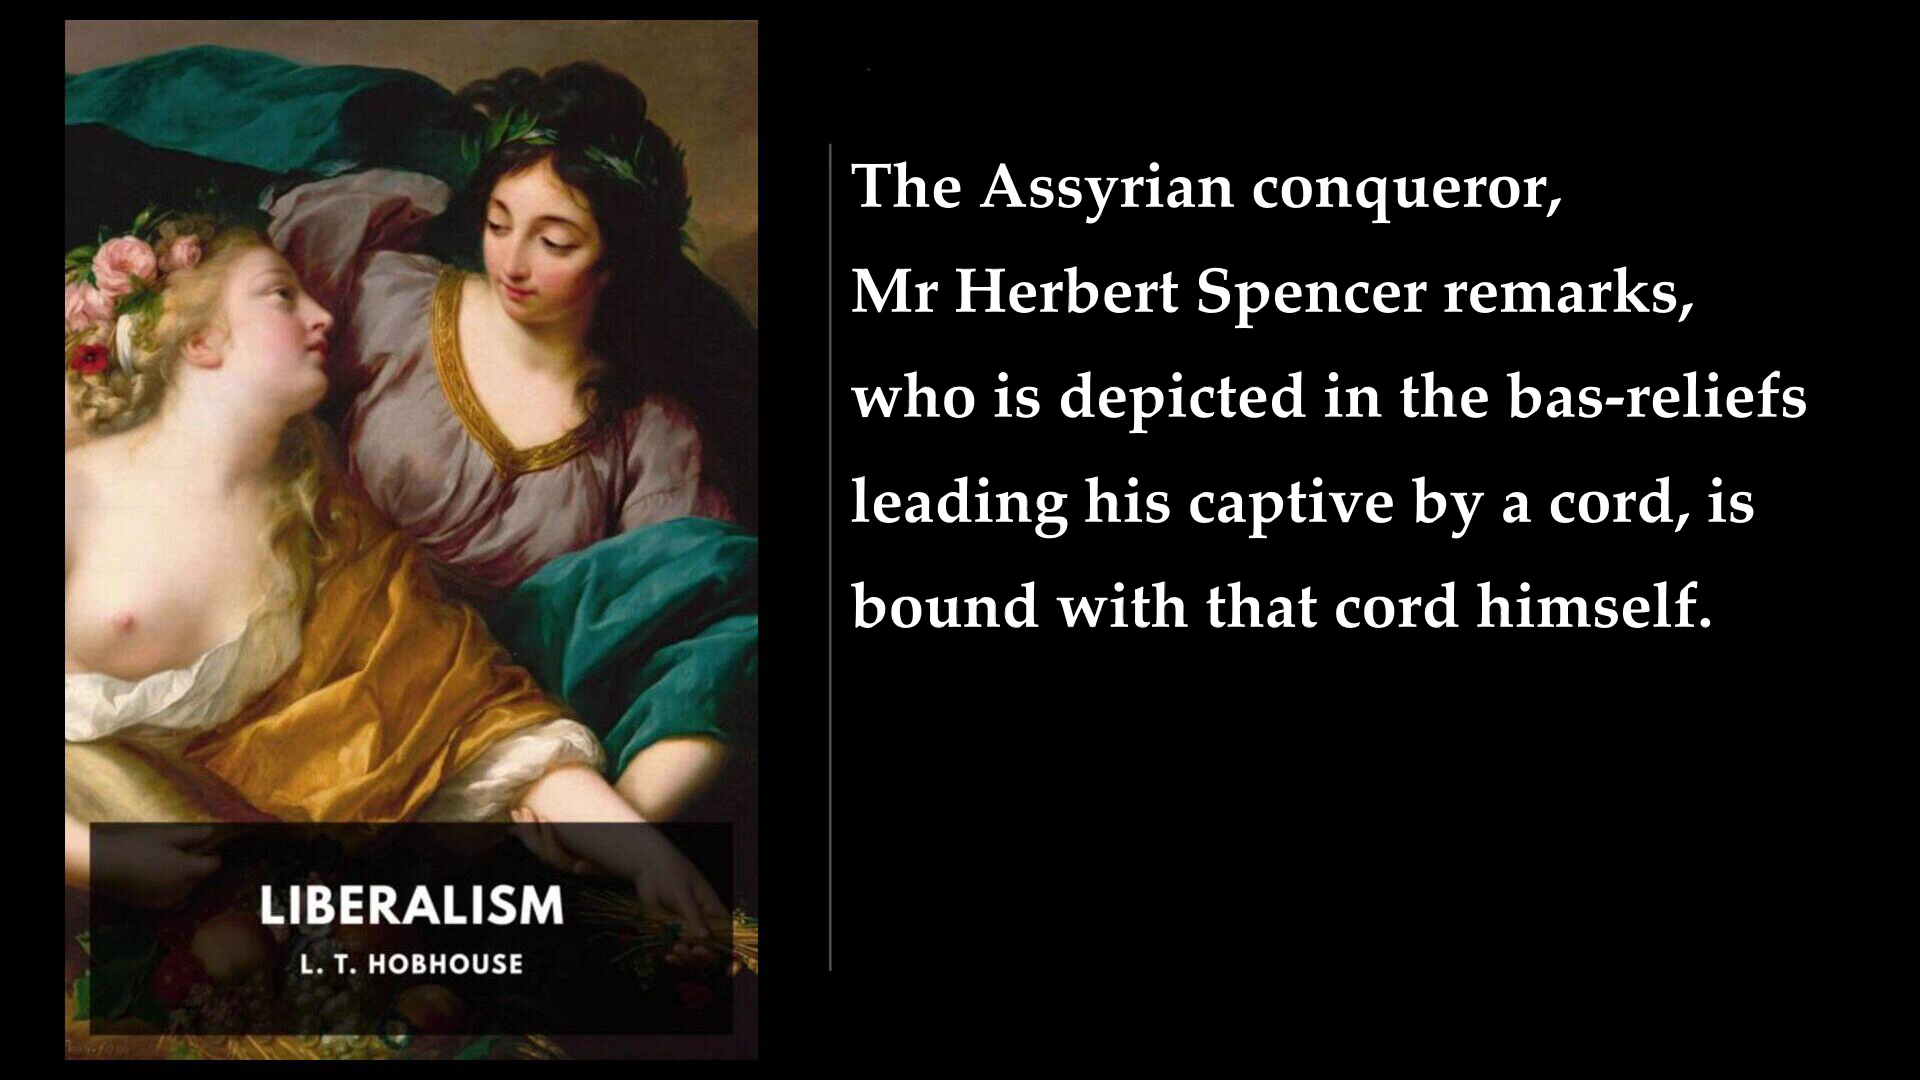 The Assyrian conqueror,
Mr Herbert Spencer remarks,
who is depicted in the bas-reliefs
leading his captive by a cord, is
bound with that cord himself.
LIBERALISM
L. T. HOBHOUSE